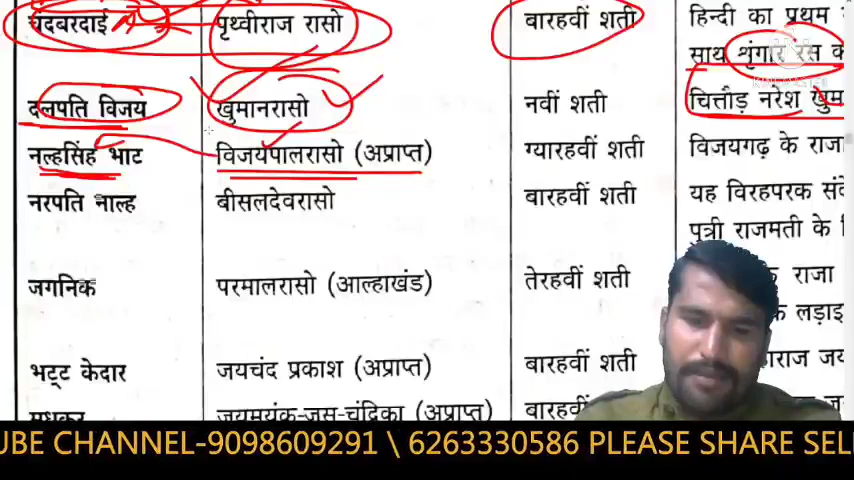 चंदबरदाई पृथ्वीराज रासो बारहवीं शती हिन्दी का प्रथम
साथ शृंगार रस
दलपति विजय खुमानरासो नवीं शती चित्तौड़ नरेश
नल्हसिंह भाट विजयपालरासो (अप्राप्त) ग्यारहवीं शती विजयगढ़ के राजा
नरपति नाल्ह बीसलदेवरासो बारहवीं शती यह विरहपरक
पुत्री राजमती के
जगनिक परमालरासो (आल्हाखंड) तेरहवीं शती राजा
भट्ट केदार जयचंद प्रकाश (अप्राप्त) बारहवीं शती
मधुकर जयमयंक-जस-चंद्रिका (अप्राप्त)
UBE CHANNEL-9098609291 \ 6263330586 PLEASE SHARE SEL